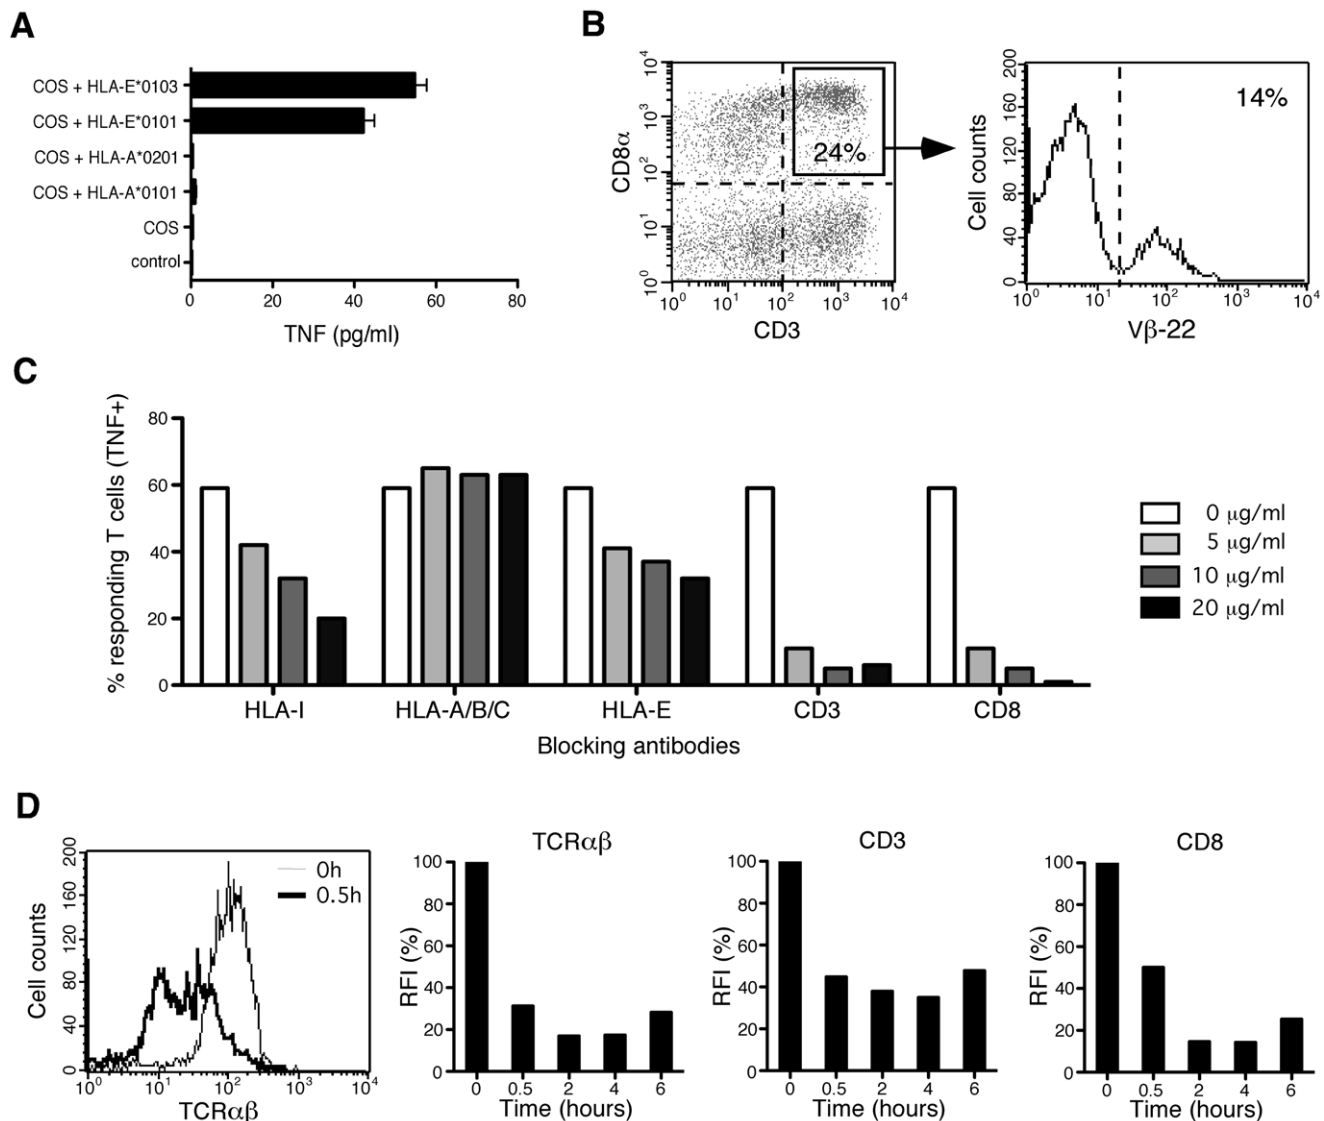 A
COS + HLA-E*0103
COS + HLA-E*0101
COS + HLA-A*0201
COS + HLA-A*0101
COS
control
0 20 40 60 80
TNF (pg/ml)
B
10^4
10^3
10^2
10^1
10^0
CD8α
24%
10^0 10^1 10^2 10^3 10^4
CD3
200
160
120
80
40
0
Cell counts
14%
10^0 10^1 10^2 10^3 10^4
Vβ-22
C
% responding T cells (TNF+)
80
60
40
20
0
HLA-I HLA-A/B/C HLA-E CD3 CD8
Blocking antibodies
0 μg/ml
5 μg/ml
10 μg/ml
20 μg/ml
D
200
160
120
80
40
0
Cell counts
0h
0.5h
10^0 10^1 10^2 10^3 10^4
TCRαβ
TCRαβ
100
80
60
40
20
0
RFI (%)
0 0.5 2 4 6
Time (hours)
CD3
100
80
60
40
20
0
RFI (%)
0 0.5 2 4 6
Time (hours)
CD8
100
80
60
40
20
0
RFI (%)
0 0.5 2 4 6
Time (hours)